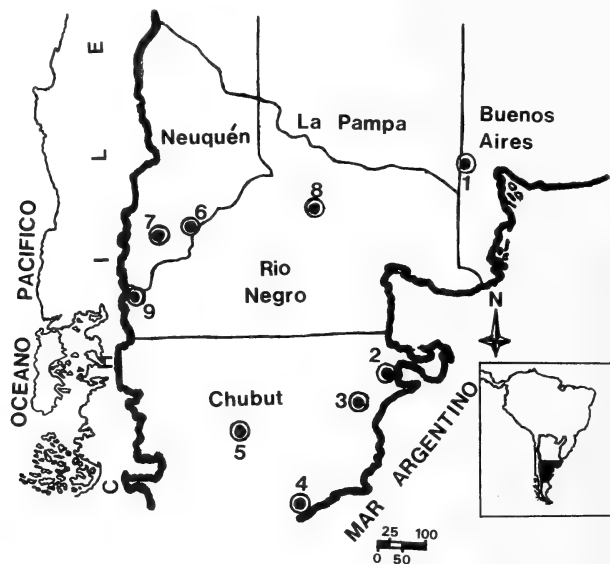 CHILE
OCEANO PACIFICO
Neuquén
La Pampa
Buenos
Aires
1
8
7
6
Rio
Negro
9
N
2
3
Chubut
5
4
MAR ARGENTINO
25 100
0 50